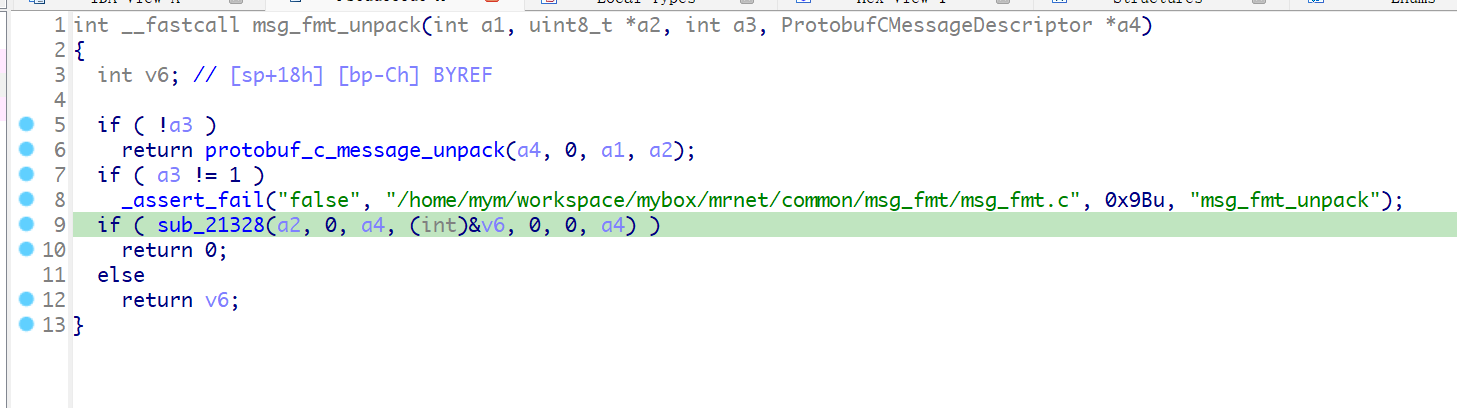 1 int __fastcall msg_fmt_unpack(int a1, uint8_t *a2, int a3, ProtobufCMessageDescriptor *a4)
2 {
3 int v6; // [sp+18h] [bp-Ch] BYREF
4
5 if ( !a3 )
6 return protobuf_c_message_unpack(a4, 0, a1, a2);
7 if ( a3 != 1 )
8 _assert_fail("false", "/home/mym/workspace/mybox/mrnet/common/msg_fmt/msg_fmt.c", 0x9Bu, "msg_fmt_unpack");
9 if ( sub_21328(a2, 0, a4, (int)&v6, 0, 0, a4) )
10 return 0;
11 else
12 return v6;
13 }